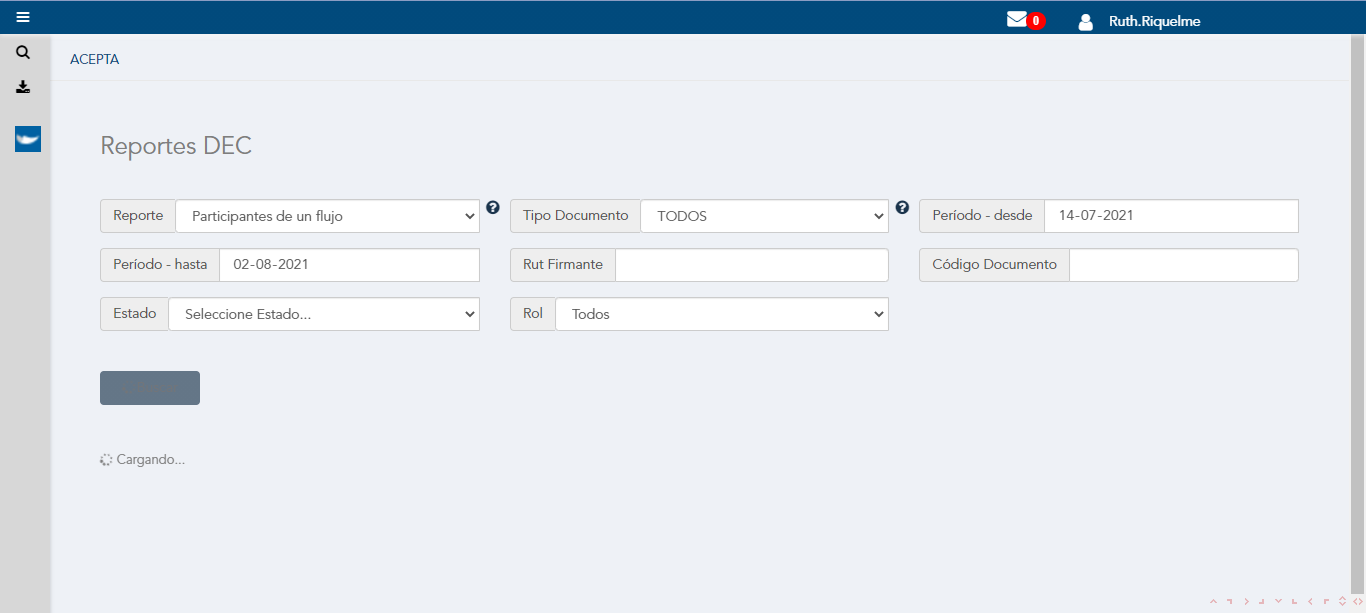 0 Ruth.Riquelme
ACEPTA
Reportes DEC
Reporte Participantes de un flujo ? Tipo Documento TODOS ? Período - desde 14-07-2021
Período - hasta 02-08-2021 Rut Firmante Código Documento
Estado Seleccione Estado... Rol Todos
Cargando...